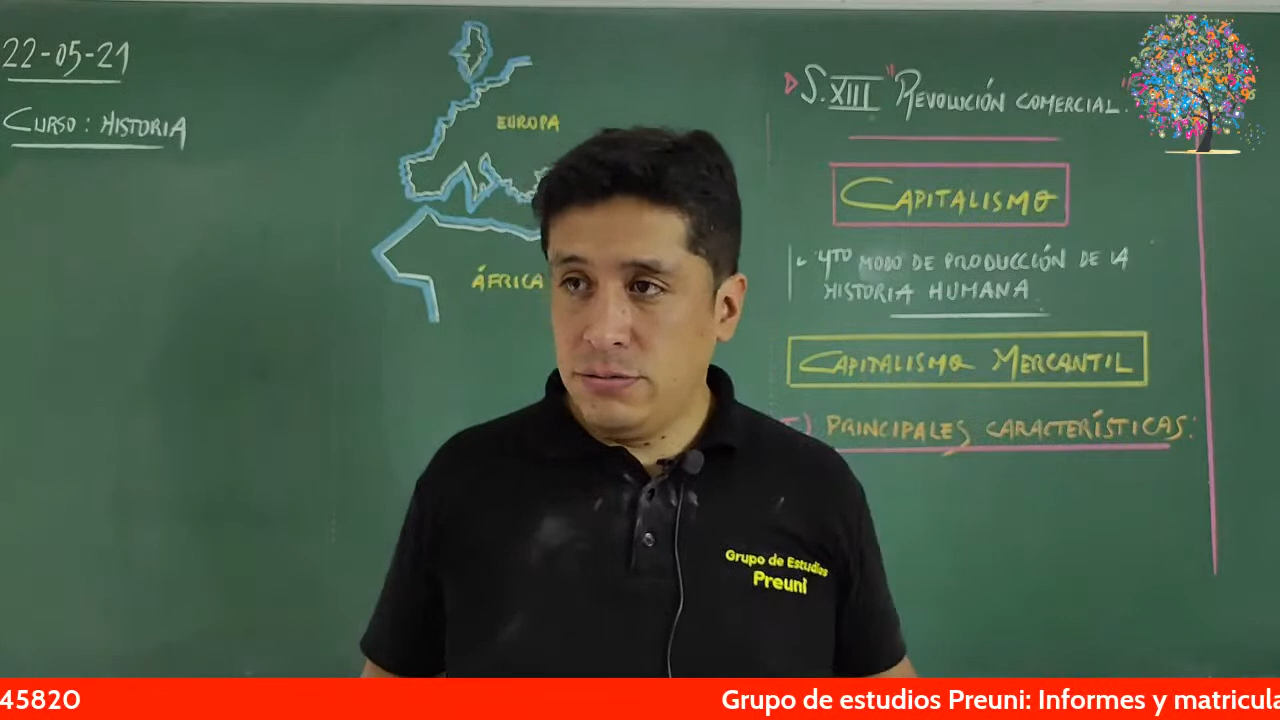 22-05-21
CURSO: HISTORIA
EUROPA
ÁFRICA
S. XIII "REVOLUCIÓN COMERCIAL."
CAPITALISMO
4TO MODO DE PRODUCCIÓN DE LA
HISTORIA HUMANA
CAPITALISMO MERCANTIL
I) PRINCIPALES CARACTERÍSTICAS:
Grupo de Estudios
Preuni
45820
Grupo de estudios Preuni: Informes y matricula